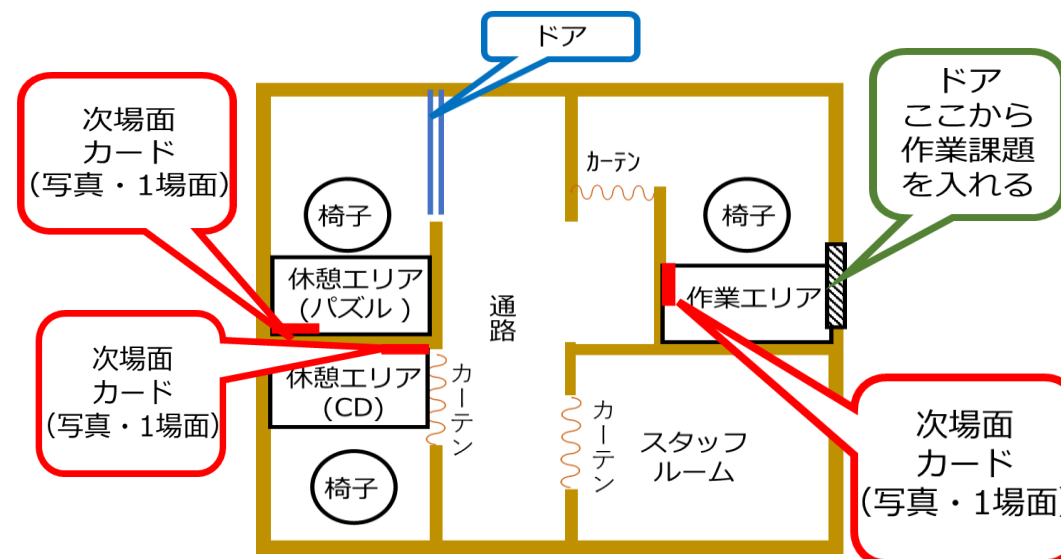 ドア
次場面
カード
(写真・1場面)
ドア
ここから
作業課題
を入れる
カーテン
椅子
椅子
休憩エリア
(パズル )
通路
作業エリア
次場面
カード
(写真・1場面)
休憩エリア
(CD)
カーテン
カーテン
スタッフ
ルーム
椅子
次場面
カード
(写真・1場面)